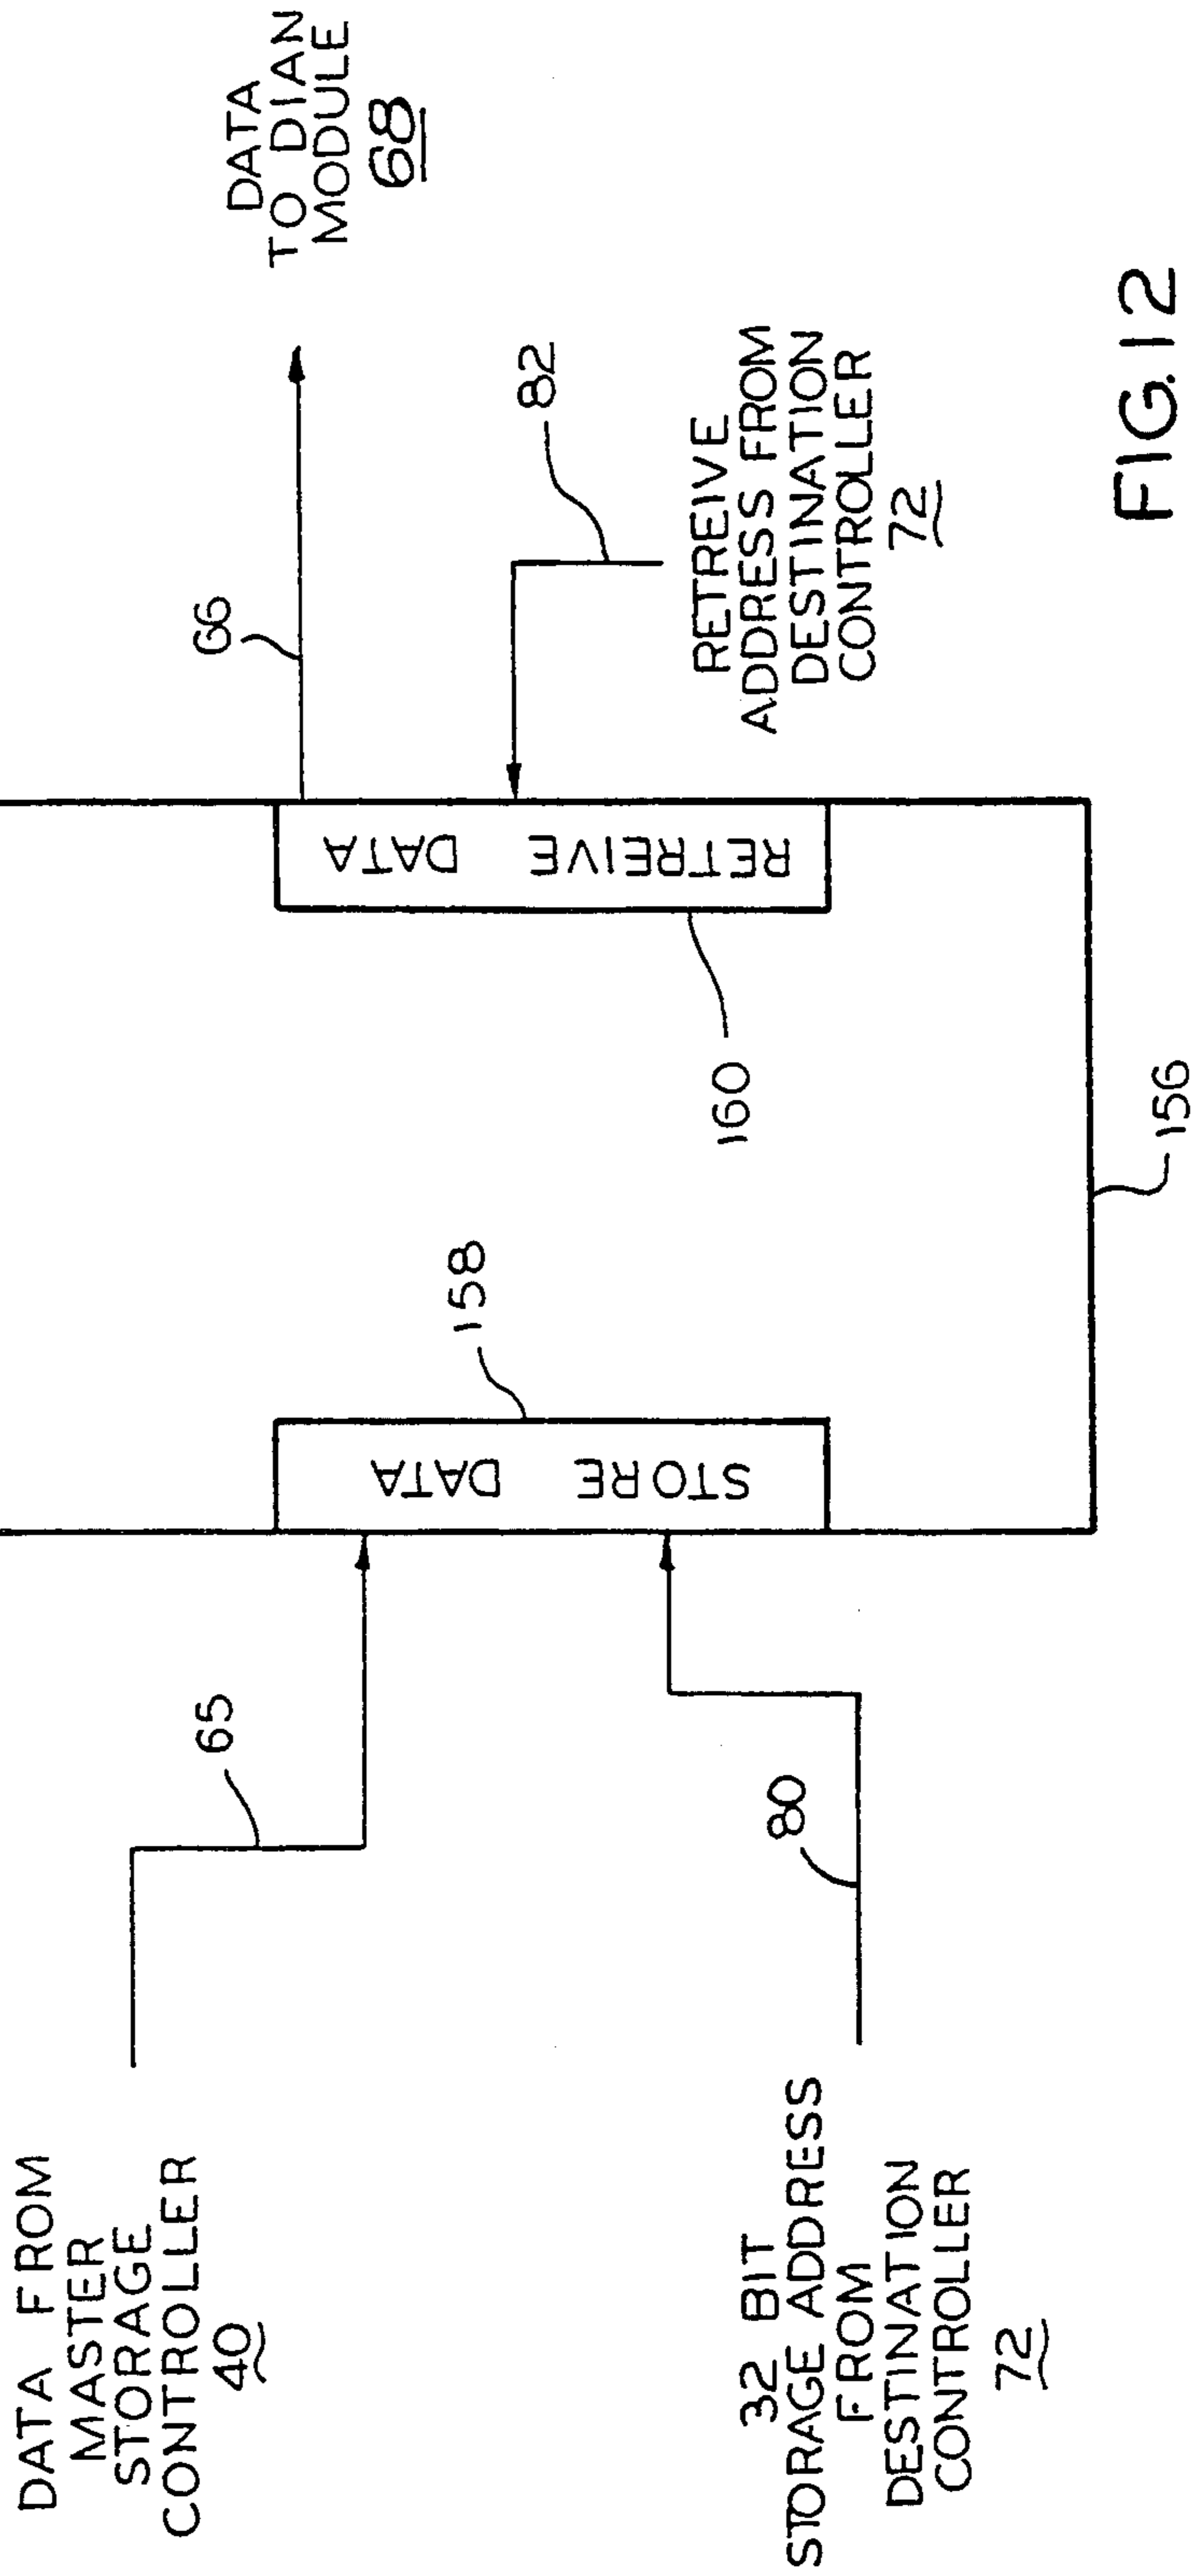 DATA FROM
MASTER
STORAGE
CONTROLLER
40
65
32 BIT
STORAGE ADDRESS
FROM
DESTINATION
CONTROLLER
72
80
STORE DATA
158
156
160
RETREIVE DATA
66
DATA
TO DIAN
MODULE
68
82
RETREIVE
ADDRESS FROM
DESTINATION
CONTROLLER
72
FIG. 12